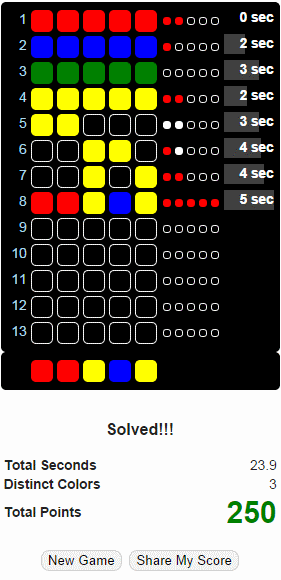 1 0 sec
2 2 sec
3 3 sec
4 2 sec
5 3 sec
6 4 sec
7 4 sec
8 5 sec
9
10
11
12
13
Solved!!!
Total Seconds 23.9
Distinct Colors 3
Total Points 250
New Game Share My Score